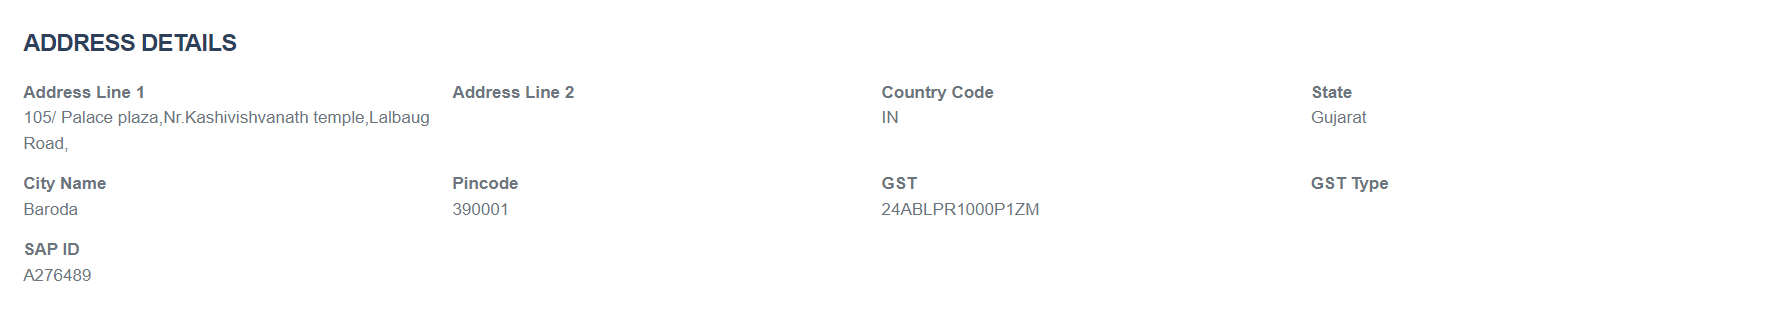 ADDRESS DETAILS
Address Line 1
105/ Palace plaza,Nr.Kashivishvanath temple,Lalbaug
Road,
Address Line 2
Country Code
IN
State
Gujarat
City Name
Baroda
Pincode
390001
GST
24ABLPR1000P1ZM
GST Type
SAP ID
A276489